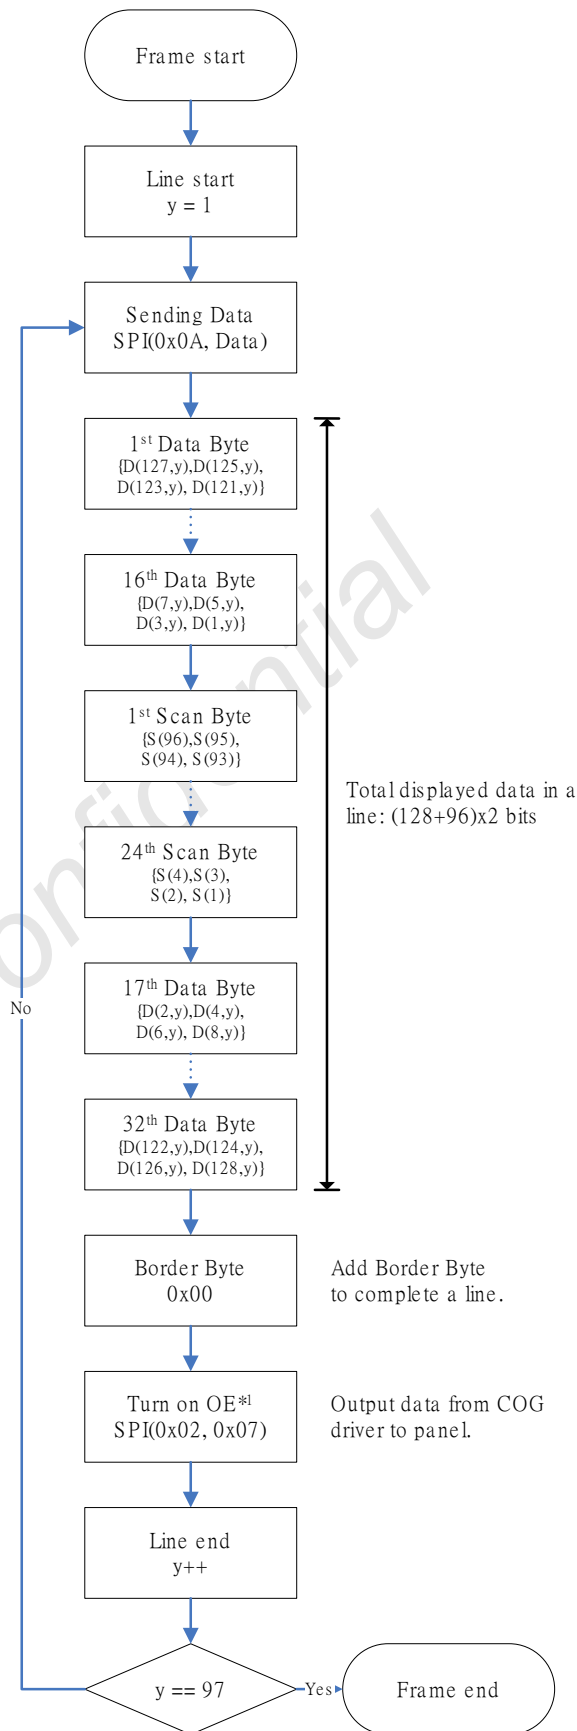 Frame start
Line start
y = 1
Sending Data
SPI(0x0A, Data)
1st Data Byte
{D(127,y),D(125,y),
D(123,y), D(121,y)}
16th Data Byte
{D(7,y),D(5,y),
D(3,y), D(1,y)}
1st Scan Byte
{S(96),S(95),
S(94), S(93)}
Total displayed data in a
line: (128+96)x2 bits
24th Scan Byte
{S(4),S(3),
S(2), S(1)}
17th Data Byte
{D(2,y),D(4,y),
D(6,y), D(8,y)}
No
32th Data Byte
{D(122,y),D(124,y),
D(126,y), D(128,y)}
Border Byte
0x00
Add Border Byte
to complete a line.
Turn on OE*1
SPI(0x02, 0x07)
Output data from COG
driver to panel.
Line end
y++
y == 97
Yes
Frame end
onfidential